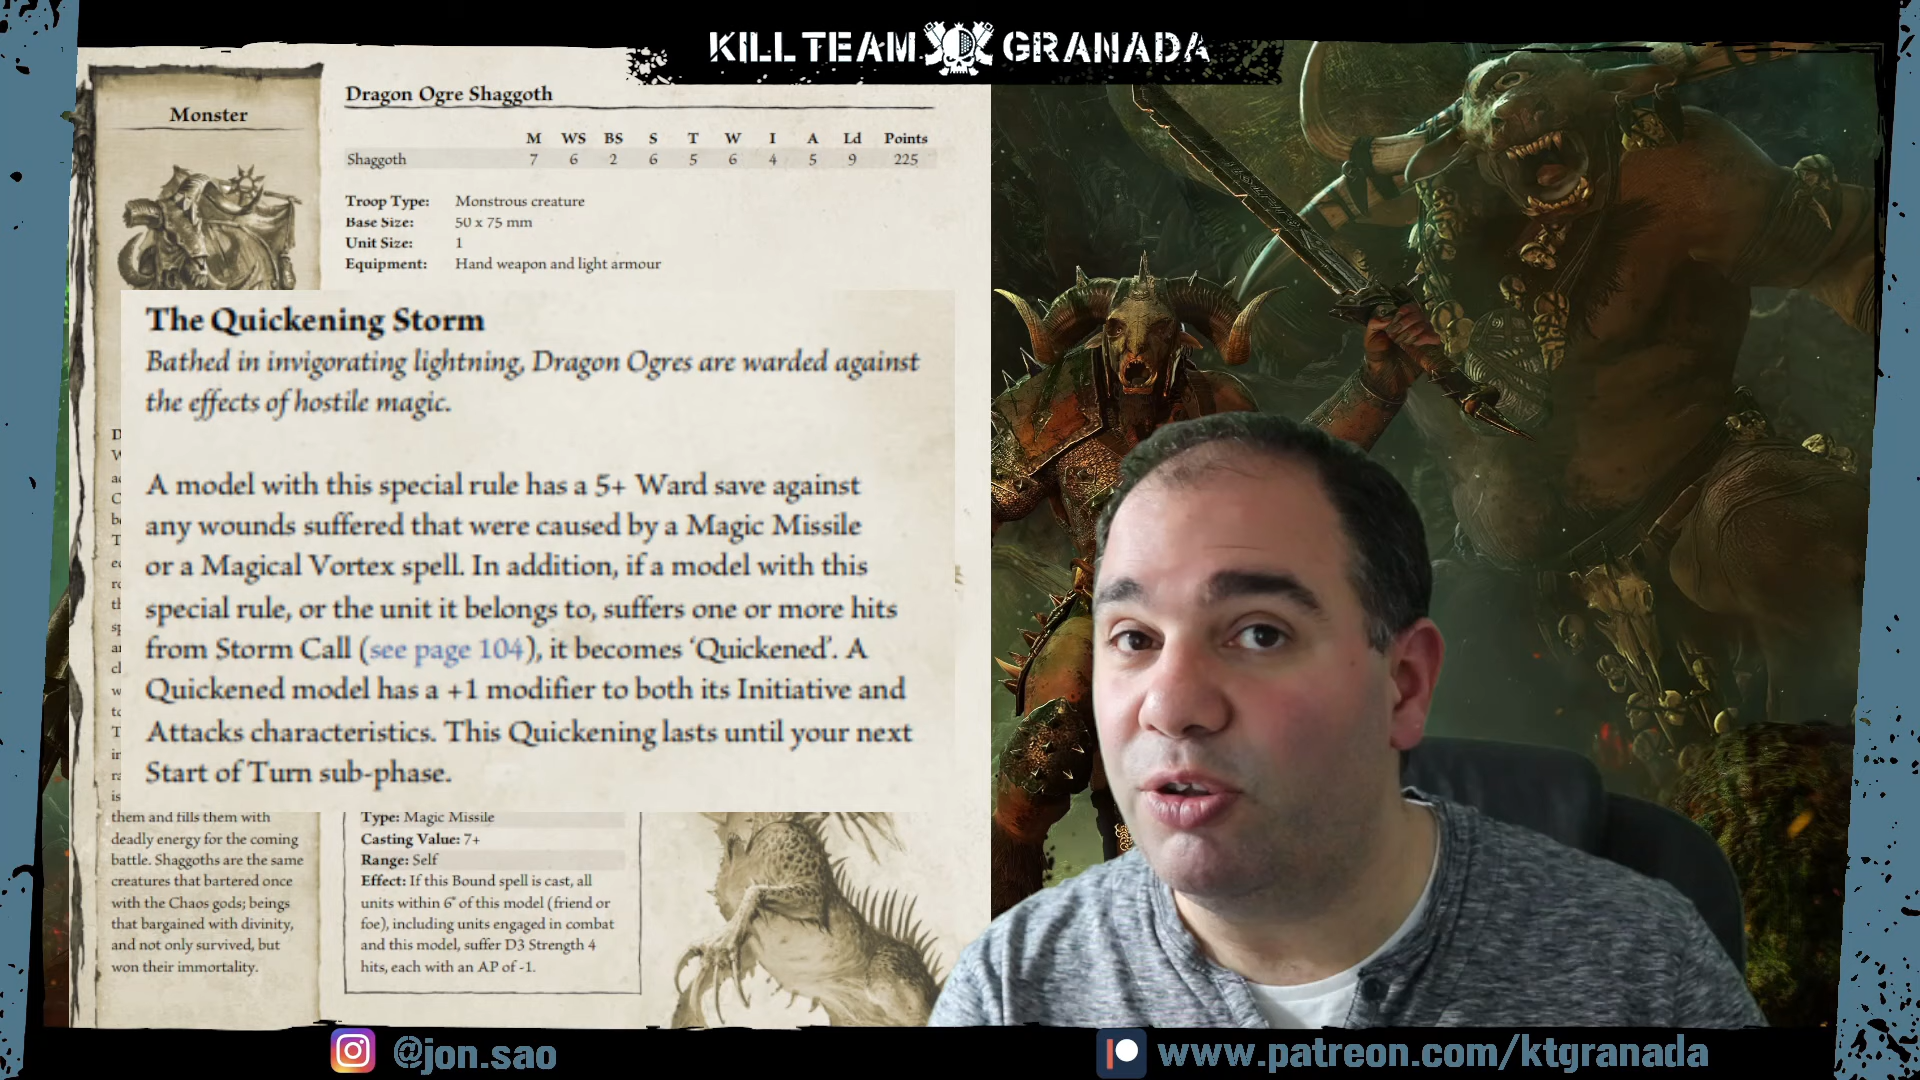 KILL TEAM GRANADA
Monster
Dragon Ogre Shaggoth
M WS BS S T W I A Ld Points
Shaggoth 7 6 2 6 5 6 4 5 9 225
Troop Type: Monstrous creature
Base Size: 50 x 75 mm
Unit Size: 1
Equipment: Hand weapon and light armour
The Quickening Storm
Bathed in invigorating lightning, Dragon Ogres are warded against
the effects of hostile magic.
A model with this special rule has a 5+ Ward save against
any wounds suffered that were caused by a Magic Missile
or a Magical Vortex spell. In addition, if a model with this
special rule, or the unit it belongs to, suffers one or more hits
from Storm Call (see page 104), it becomes ‘Quickened’. A
Quickened model has a +1 modifier to both its Initiative and
Attacks characteristics. This Quickening lasts until your next
Start of Turn sub-phase.
them and fills them with
deadly energy for the coming
battle. Shaggoths are the same
creatures that bartered once
with the Chaos gods; beings
that bargained with divinity,
and not only survived, but
won their immortality.
Type: Magic Missile
Casting Value: 7+
Range: Self
Effect: If this Bound spell is cast, all
units within 6" of this model (friend or
foe), including units engaged in combat
and this model, suffer D3 Strength 4
hits, each with an AP of -1.
@jon.sao
www.patreon.com/ktgranada